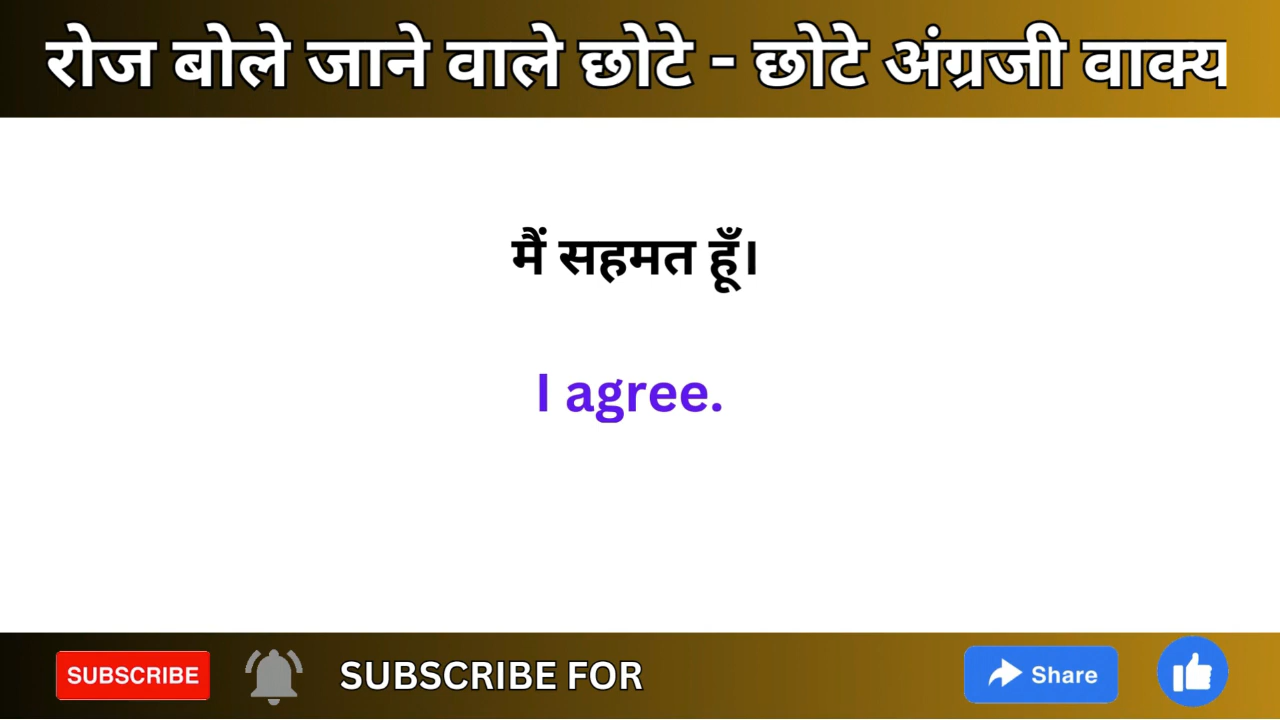 रोज बोले जाने वाले छोटे - छोटे अंग्रजी वाक्य
मैं सहमत हूँ।
I agree.
SUBSCRIBE SUBSCRIBE FOR Share